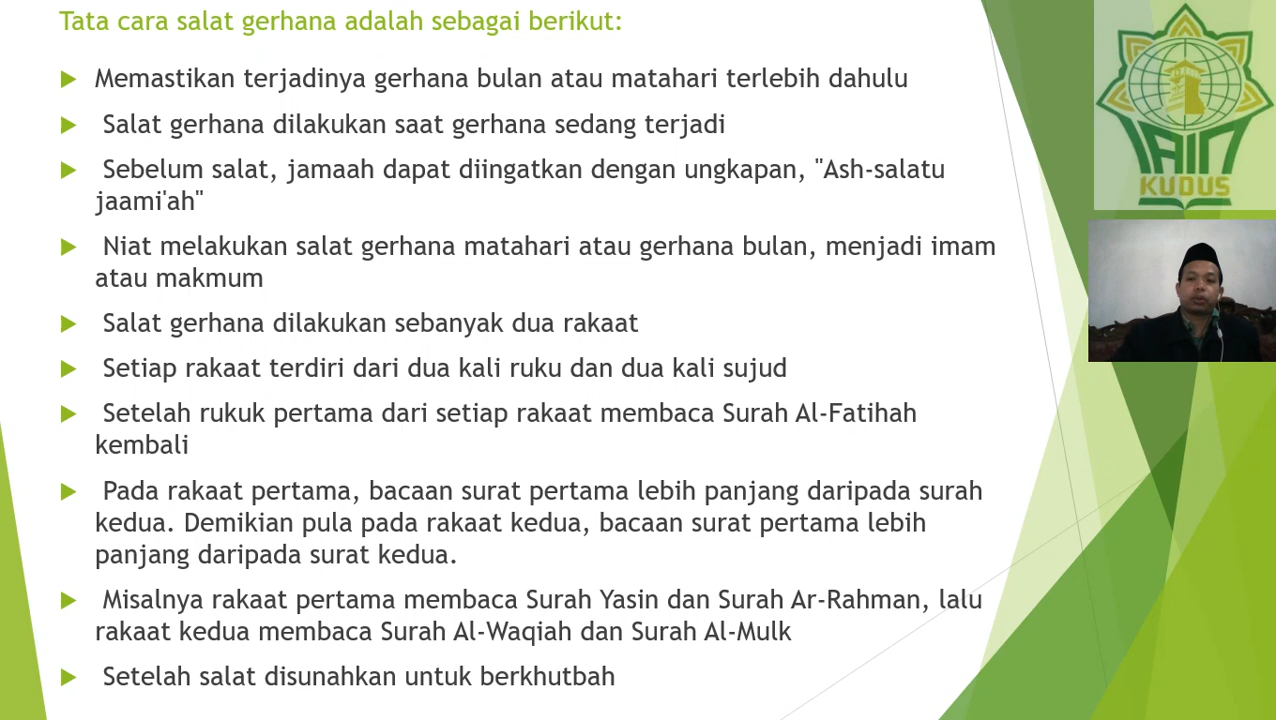 Tata cara salat gerhana adalah sebagai berikut:
Memastikan terjadinya gerhana bulan atau matahari terlebih dahulu
Salat gerhana dilakukan saat gerhana sedang terjadi
Sebelum salat, jamaah dapat diingatkan dengan ungkapan, "Ash-salatu
jaami'ah"
Niat melakukan salat gerhana matahari atau gerhana bulan, menjadi imam
atau makmum
Salat gerhana dilakukan sebanyak dua rakaat
Setiap rakaat terdiri dari dua kali ruku dan dua kali sujud
Setelah rukuk pertama dari setiap rakaat membaca Surah Al-Fatihah
kembali
Pada rakaat pertama, bacaan surat pertama lebih panjang daripada surah
kedua. Demikian pula pada rakaat kedua, bacaan surat pertama lebih
panjang daripada surat kedua.
Misalnya rakaat pertama membaca Surah Yasin dan Surah Ar-Rahman, lalu
rakaat kedua membaca Surah Al-Waqiah dan Surah Al-Mulk
Setelah salat disunahkan untuk berkhutbah
IAIN
KUDUS